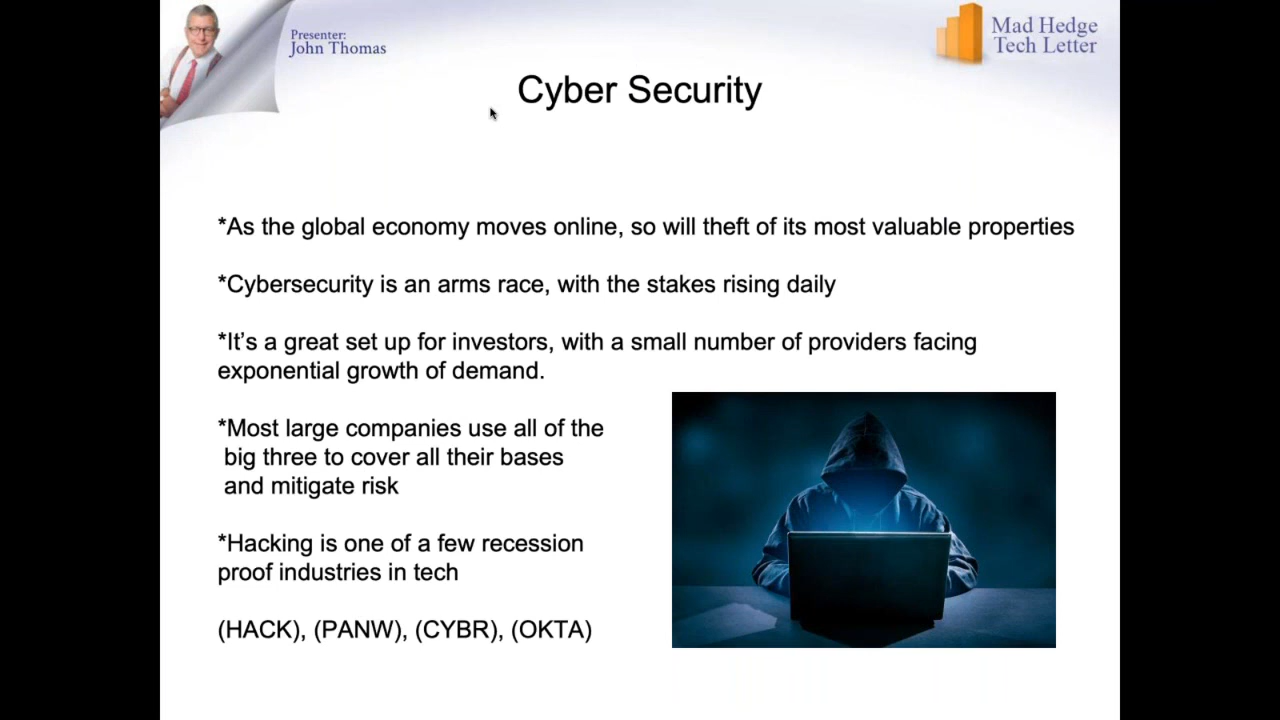 Presenter:
John Thomas
Mad Hedge
Tech Letter
Cyber Security
*As the global economy moves online, so will theft of its most valuable properties
*Cybersecurity is an arms race, with the stakes rising daily
*It’s a great set up for investors, with a small number of providers facing
exponential growth of demand.
*Most large companies use all of the
big three to cover all their bases
and mitigate risk
*Hacking is one of a few recession
proof industries in tech
(HACK), (PANW), (CYBR), (OKTA)